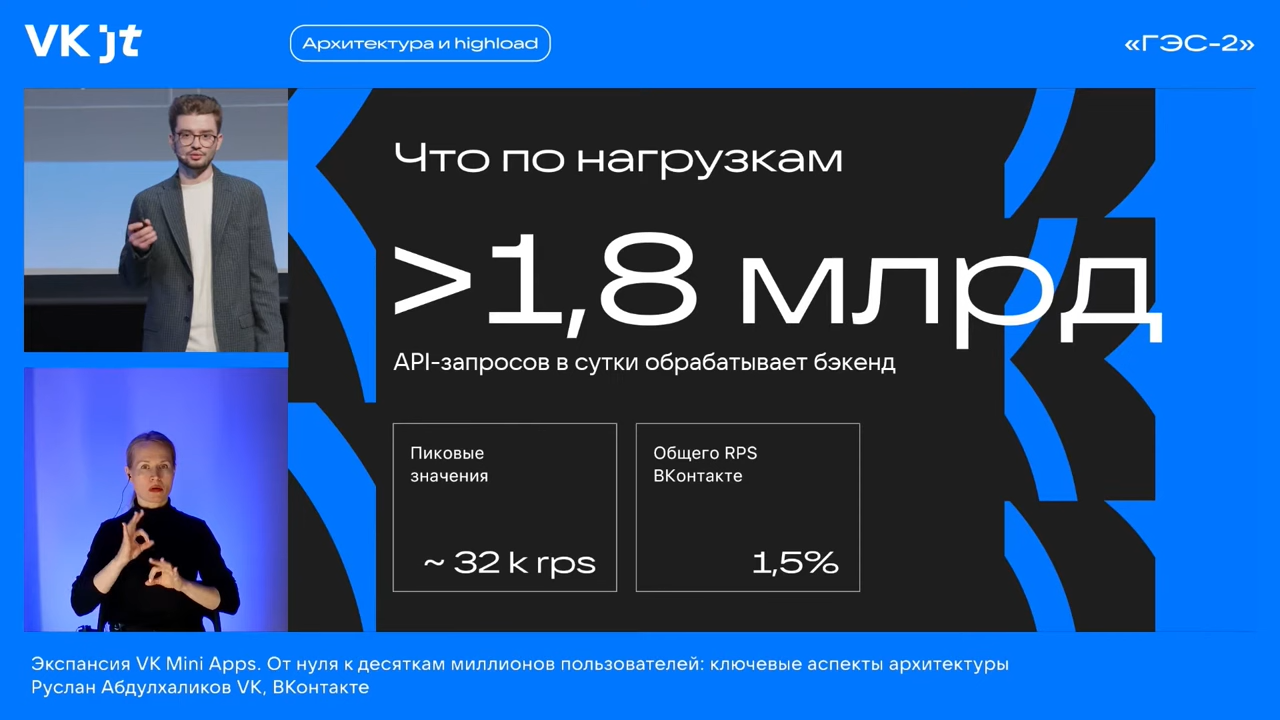 VK jt
Архитектура и highload
«ГЭС-2»
Что по нагрузкам
>1,8 млрд
API-запросов в сутки обрабатывает бэкенд
Пиковые
значения
~ 32 k rps
Общего RPS
ВКонтакте
1,5%
Экспансия VK Mini Apps. От нуля к десяткам миллионов пользователей: ключевые аспекты архитектуры
Руслан Абдулхаликов VK, ВКонтакте